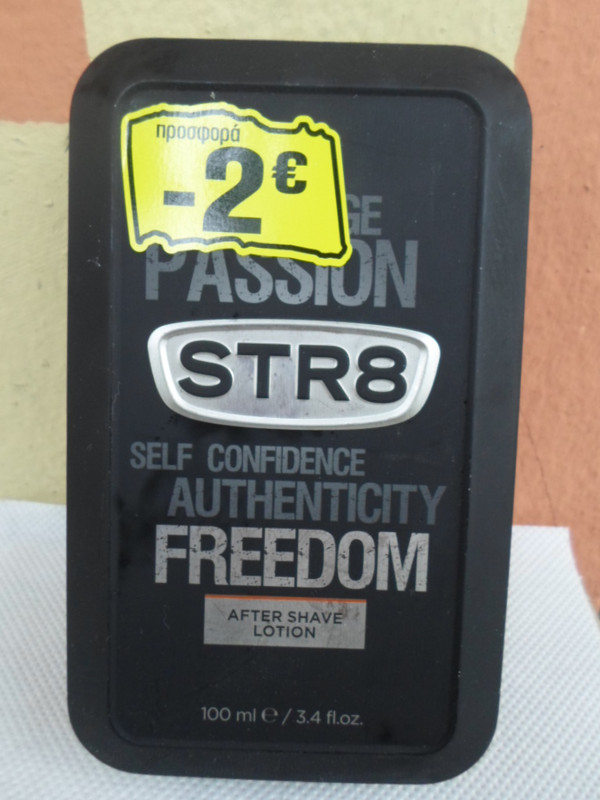 προσφορά
-2€
PASSION
STR8
SELF CONFIDENCE
AUTHENTICITY
FREEDOM
AFTER SHAVE
LOTION
100 ml ℮ / 3.4 fl.oz.